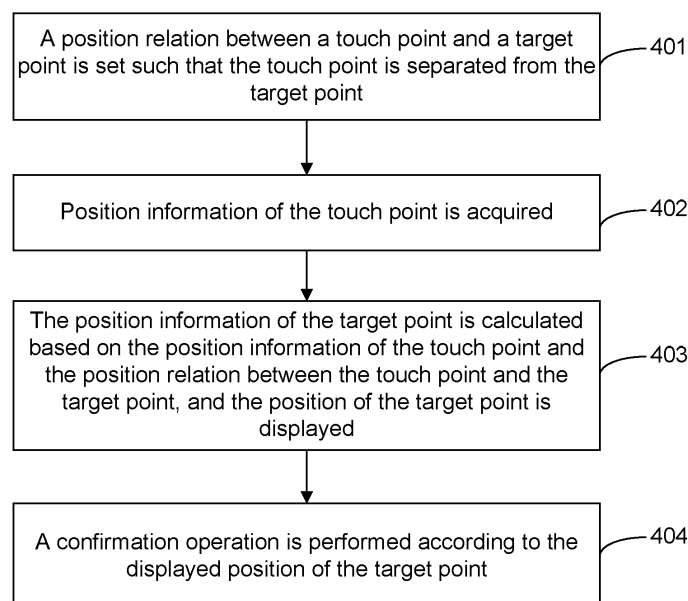 A position relation between a touch point and a target
point is set such that the touch point is separated from the
target point
401
Position information of the touch point is acquired
402
The position information of the target point is calculated
based on the position information of the touch point and
the position relation between the touch point and the
target point, and the position of the target point is
displayed
403
A confirmation operation is performed according to the
displayed position of the target point
404